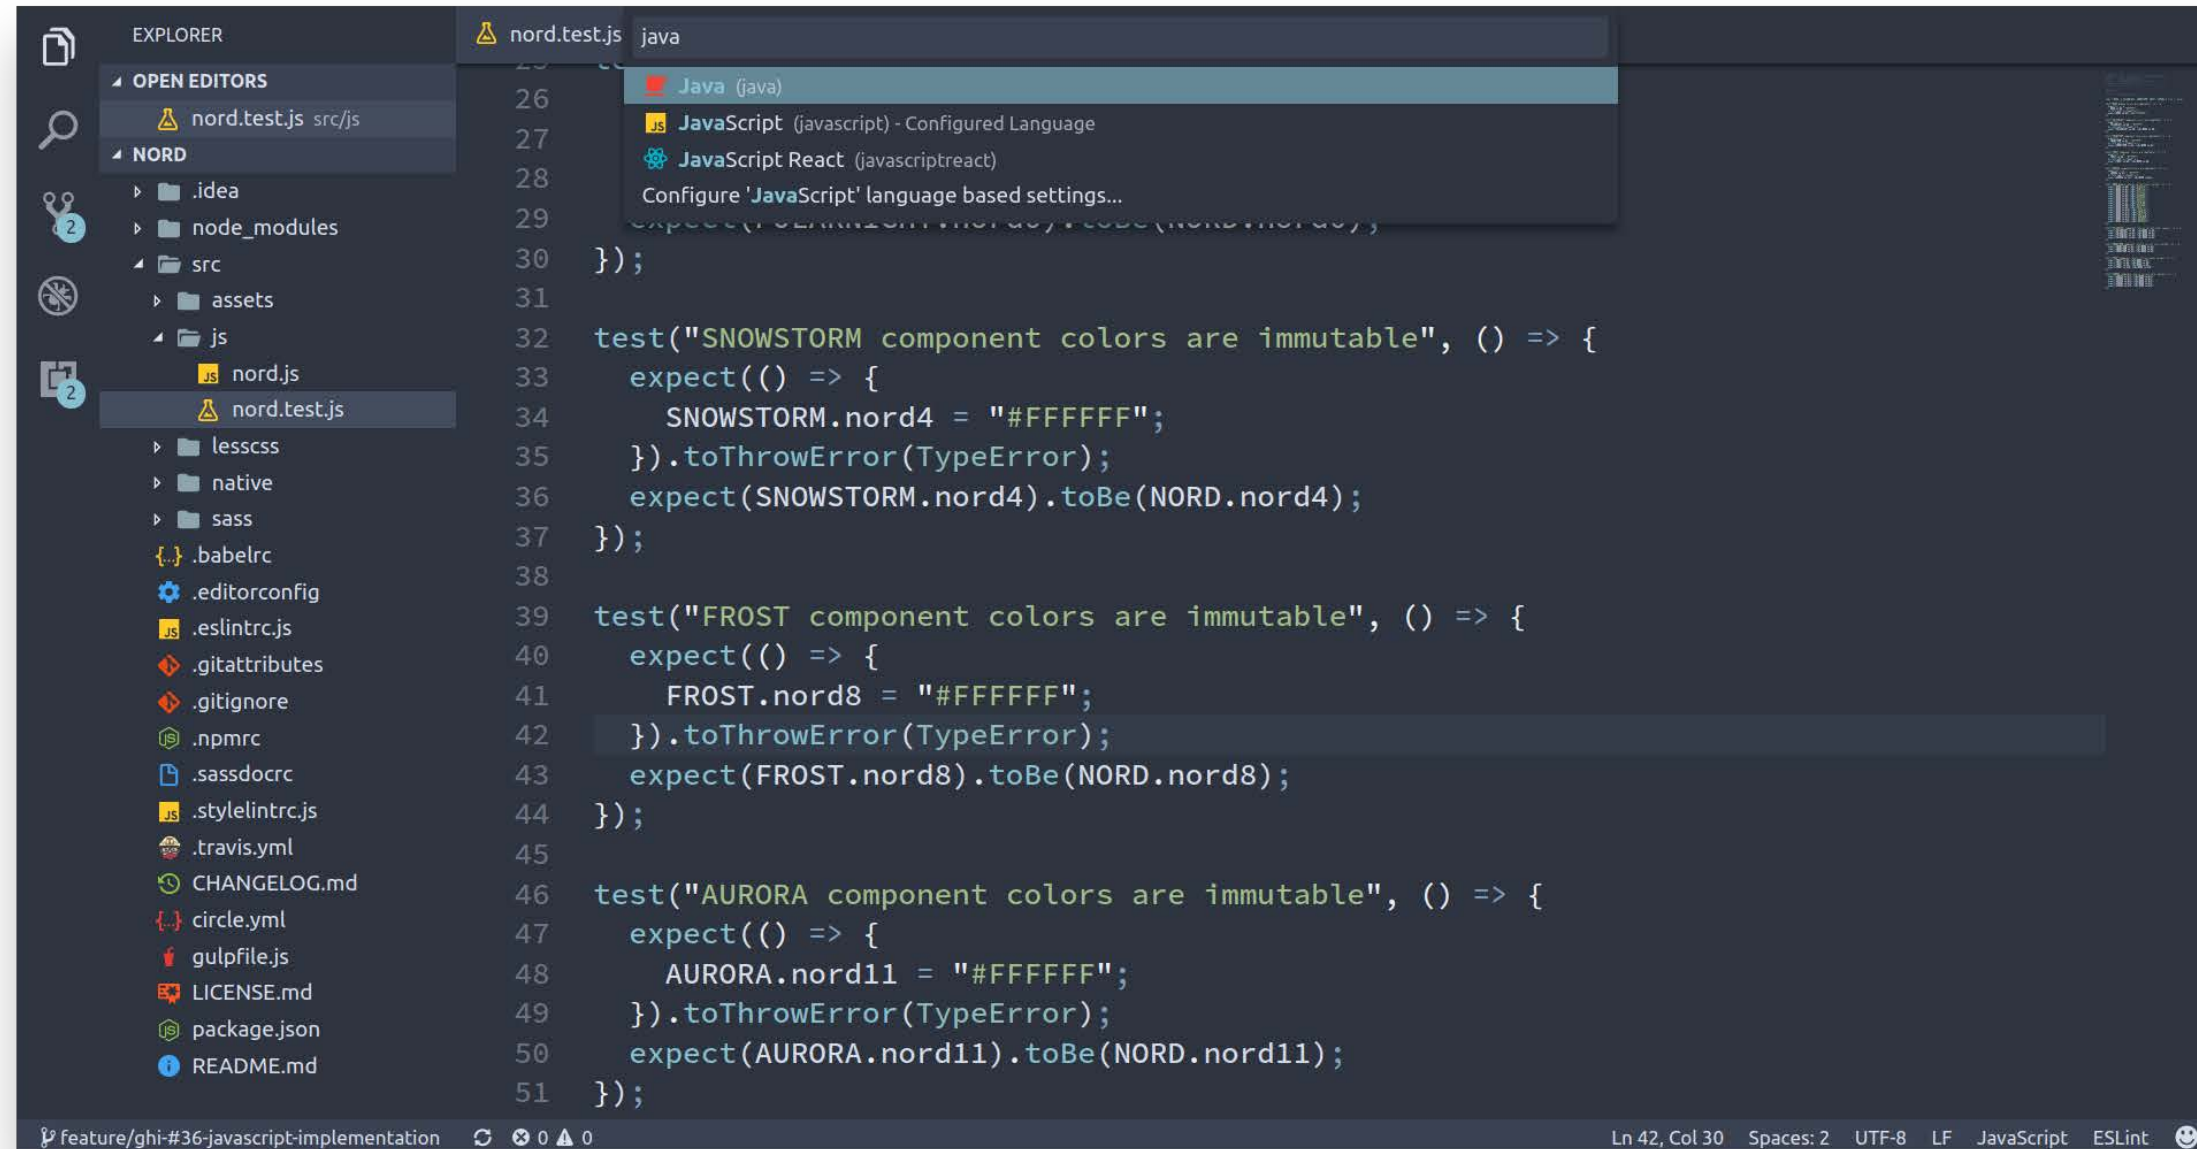 EXPLORER
OPEN EDITORS
nord.test.js src/js
NORD
.idea
node_modules
src
assets
js
nord.js
nord.test.js
lesscss
native
sass
.babelrc
.editorconfig
.eslintrc.js
.gitattributes
.gitignore
.npmrc
.sassdocrc
.stylelintrc.js
.travis.yml
CHANGELOG.md
circle.yml
gulpfile.js
LICENSE.md
package.json
README.md
2
2
nord.test.js
java
Java (java)
JavaScript (javascript) - Configured Language
JavaScript React (javascriptreact)
Configure 'JavaScript' language based settings...
26
27
28
29
30 });
31
32 test("SNOWSTORM component colors are immutable", () => {
33 expect(() => {
34 SNOWSTORM.nord4 = "#FFFFFF";
35 }).toThrowError(TypeError);
36 expect(SNOWSTORM.nord4).toBe(NORD.nord4);
37 });
38
39 test("FROST component colors are immutable", () => {
40 expect(() => {
41 FROST.nord8 = "#FFFFFF";
42 }).toThrowError(TypeError);
43 expect(FROST.nord8).toBe(NORD.nord8);
44 });
45
46 test("AURORA component colors are immutable", () => {
47 expect(() => {
48 AURORA.nord11 = "#FFFFFF";
49 }).toThrowError(TypeError);
50 expect(AURORA.nord11).toBe(NORD.nord11);
51 });
feature/ghi-#36-javascript-implementation 0 0 Ln 42, Col 30 Spaces: 2 UTF-8 LF JavaScript ESLint